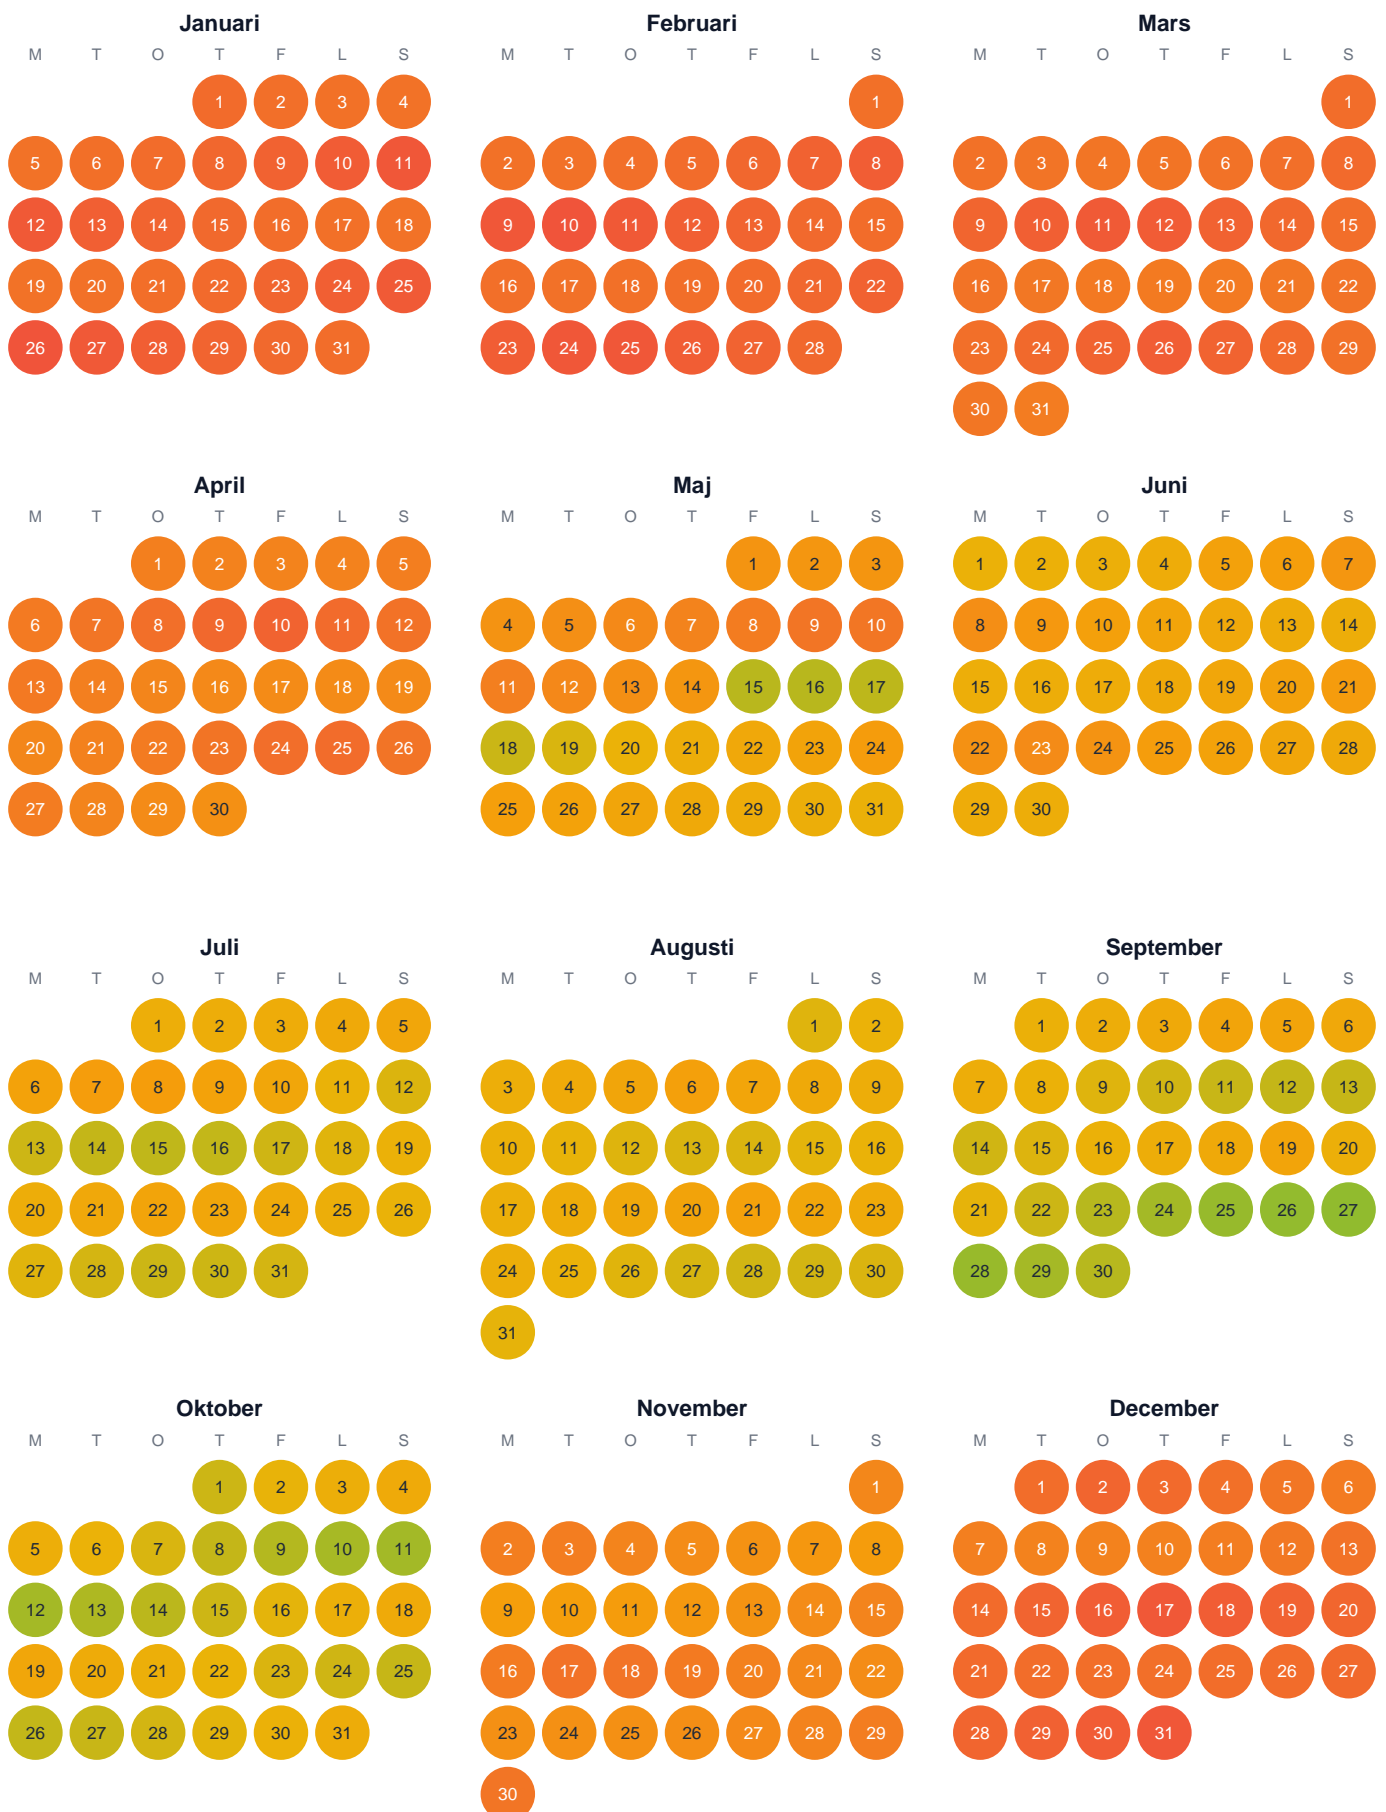 Januari Februari Mars
M T O T F L S M T O T F L S M T O T F L S
1 2 3 4 1 1
5 6 7 8 9 10 11 2 3 4 5 6 7 8 2 3 4 5 6 7 8
12 13 14 15 16 17 18 9 10 11 12 13 14 15 9 10 11 12 13 14 15
19 20 21 22 23 24 25 16 17 18 19 20 21 22 16 17 18 19 20 21 22
26 27 28 29 30 31 23 24 25 26 27 28 23 24 25 26 27 28 29
30 31
April Maj Juni
M T O T F L S M T O T F L S M T O T F L S
1 2 3 4 5 1 2 3 1 2 3 4 5 6 7
6 7 8 9 10 11 12 4 5 6 7 8 9 10 8 9 10 11 12 13 14
13 14 15 16 17 18 19 11 12 13 14 15 16 17 15 16 17 18 19 20 21
20 21 22 23 24 25 26 18 19 20 21 22 23 24 22 23 24 25 26 27 28
27 28 29 30 25 26 27 28 29 30 31 29 30
Juli Augusti September
M T O T F L S M T O T F L S M T O T F L S
1 2 3 4 5 1 2 1 2 3 4 5 6
6 7 8 9 10 11 12 3 4 5 6 7 8 9 7 8 9 10 11 12 13
13 14 15 16 17 18 19 10 11 12 13 14 15 16 14 15 16 17 18 19 20
20 21 22 23 24 25 26 17 18 19 20 21 22 23 21 22 23 24 25 26 27
27 28 29 30 31 24 25 26 27 28 29 30 28 29 30
31
Oktober November December
M T O T F L S M T O T F L S M T O T F L S
1 2 3 4 1 1 2 3 4 5 6
5 6 7 8 9 10 11 2 3 4 5 6 7 8 7 8 9 10 11 12 13
12 13 14 15 16 17 18 9 10 11 12 13 14 15 14 15 16 17 18 19 20
19 20 21 22 23 24 25 16 17 18 19 20 21 22 21 22 23 24 25 26 27
26 27 28 29 30 31 23 24 25 26 27 28 29 28 29 30 31
30